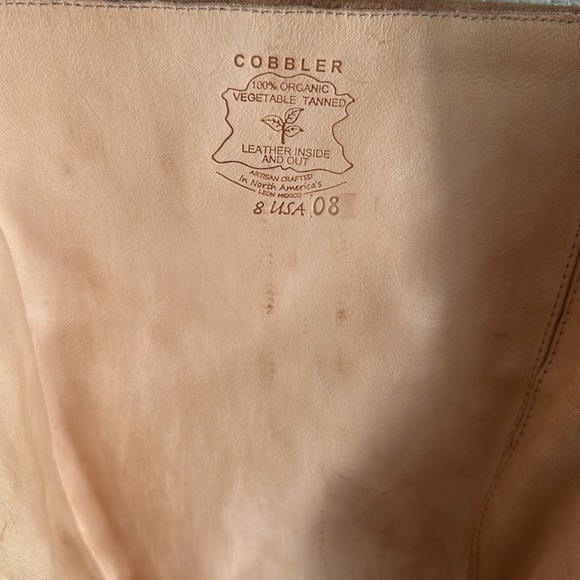 COBBLER
100% ORGANIC
VEGETABLE TANNED
LEATHER INSIDE
AND OUT
ARTISAN CRAFTED
In North America's
LEON MEXICO
8 USA 08